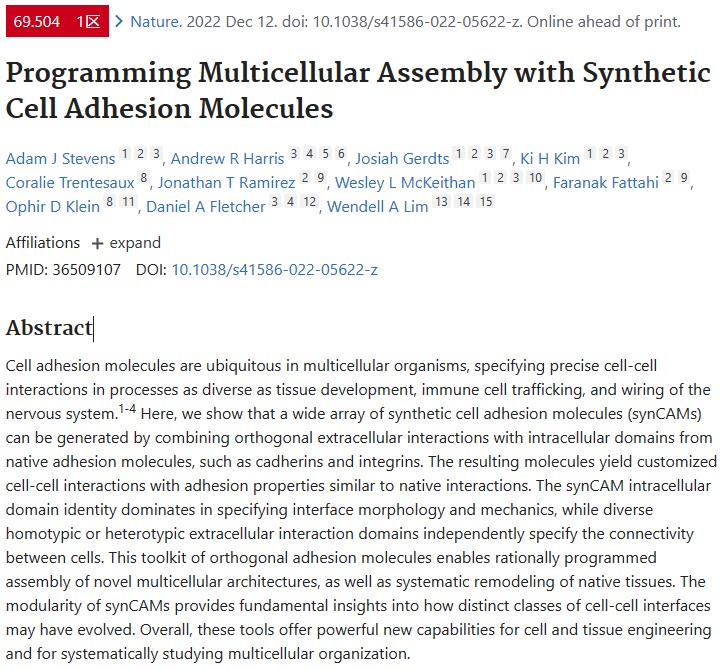 69.504 1区 Nature. 2022 Dec 12. doi: 10.1038/s41586-022-05622-z. Online ahead of print.
Programming Multicellular Assembly with Synthetic
Cell Adhesion Molecules
Adam J Stevens 1 2 3, Andrew R Harris 3 4 5 6, Josiah Gerdts 1 2 3 7, Ki H Kim 1 2 3,
Coralie Trentesaux 8, Jonathan T Ramirez 2 9, Wesley L McKeithan 1 2 3 10, Faranak Fattahi 2 9,
Ophir D Klein 8 11, Daniel A Fletcher 3 4 12, Wendell A Lim 13 14 15
Affiliations + expand
PMID: 36509107 DOI: 10.1038/s41586-022-05622-z
Abstract
Cell adhesion molecules are ubiquitous in multicellular organisms, specifying precise cell-cell
interactions in processes as diverse as tissue development, immune cell trafficking, and wiring of the
nervous system.1-4 Here, we show that a wide array of synthetic cell adhesion molecules (synCAMs)
can be generated by combining orthogonal extracellular interactions with intracellular domains from
native adhesion molecules, such as cadherins and integrins. The resulting molecules yield customized
cell-cell interactions with adhesion properties similar to native interactions. The synCAM intracellular
domain identity dominates in specifying interface morphology and mechanics, while diverse
homotypic or heterotypic extracellular interaction domains independently specify the connectivity
between cells. This toolkit of orthogonal adhesion molecules enables rationally programmed
assembly of novel multicellular architectures, as well as systematic remodeling of native tissues. The
modularity of synCAMs provides fundamental insights into how distinct classes of cell-cell interfaces
may have evolved. Overall, these tools offer powerful new capabilities for cell and tissue engineering
and for systematically studying multicellular organization.